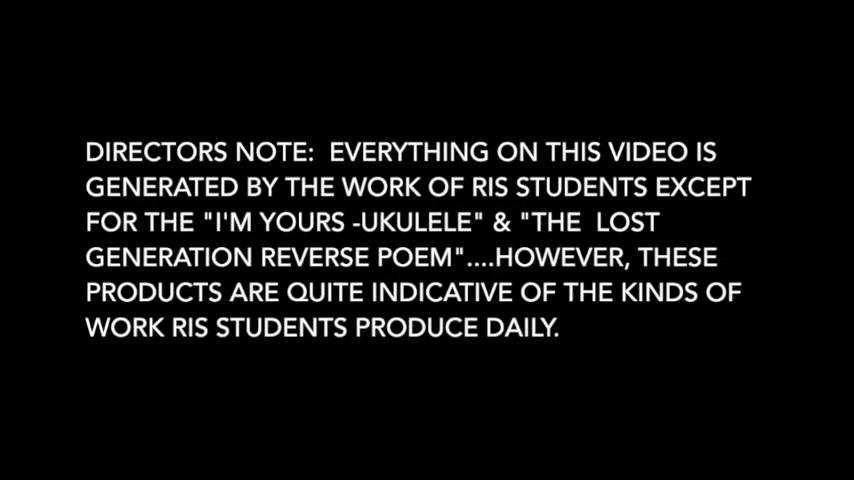 DIRECTORS NOTE:  EVERYTHING ON THIS VIDEO IS
GENERATED BY THE WORK OF RIS STUDENTS EXCEPT
FOR THE "I'M YOURS -UKULELE" & "THE  LOST
GENERATION REVERSE POEM"....HOWEVER, THESE
PRODUCTS ARE QUITE INDICATIVE OF THE KINDS OF
WORK RIS STUDENTS PRODUCE DAILY.